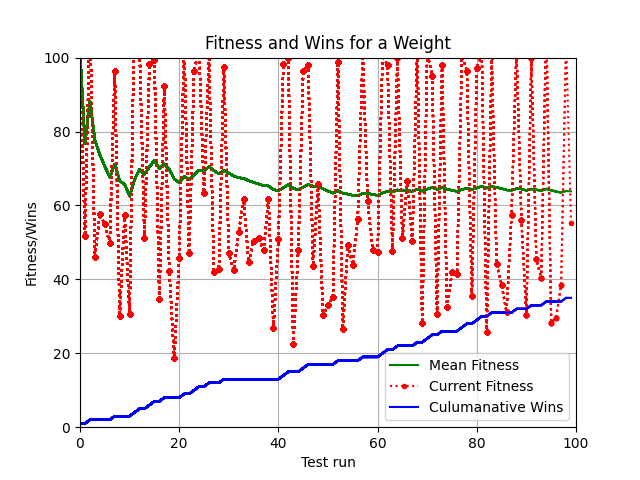 Fitness and Wins for a Weight
100
80
60
40
20
0
Fitness/Wins
0 20 40 60 80 100
Test run
Mean Fitness
Current Fitness
Culumanative Wins